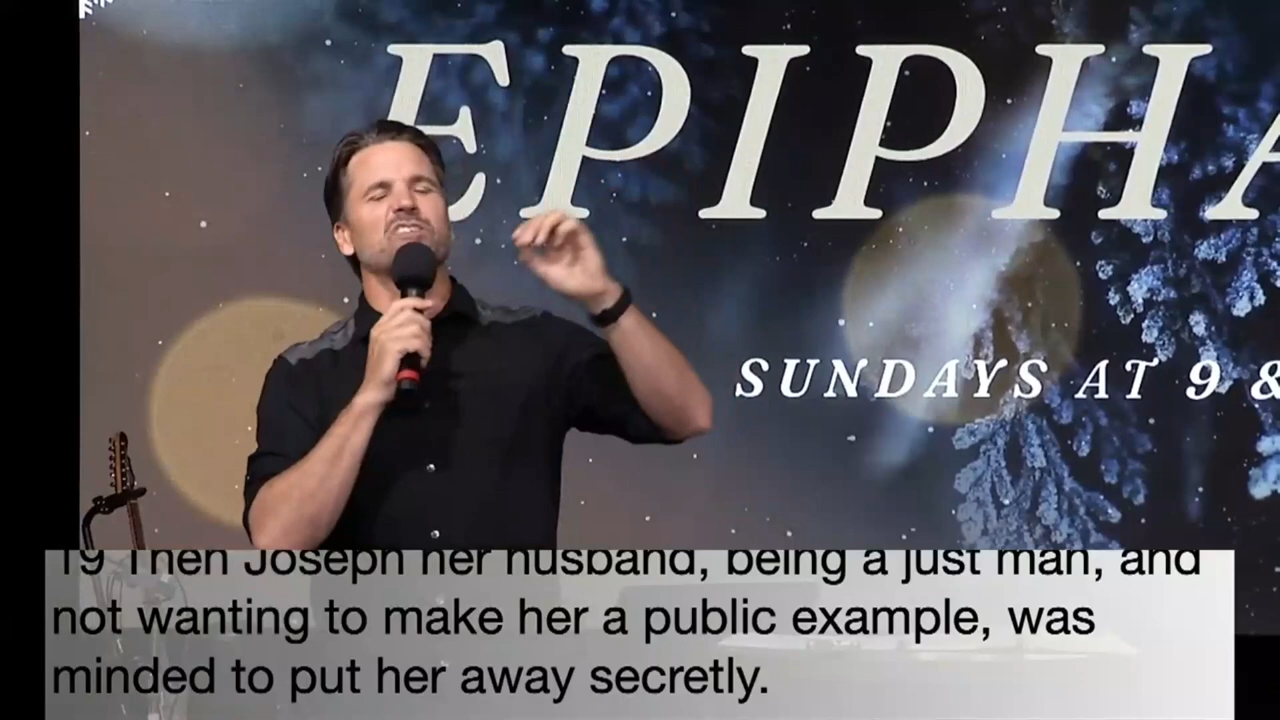 EPIPHA
SUNDAYS AT 9 &
19 Then Joseph her husband, being a just man, and
not wanting to make her a public example, was
minded to put her away secretly.